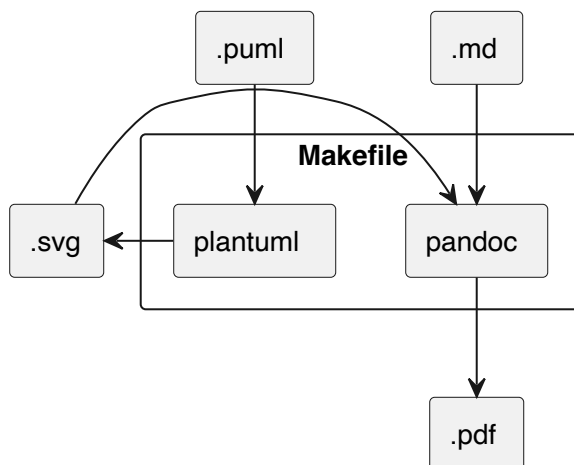 .puml
.md
Makefile
.svg
plantuml
pandoc
.pdf